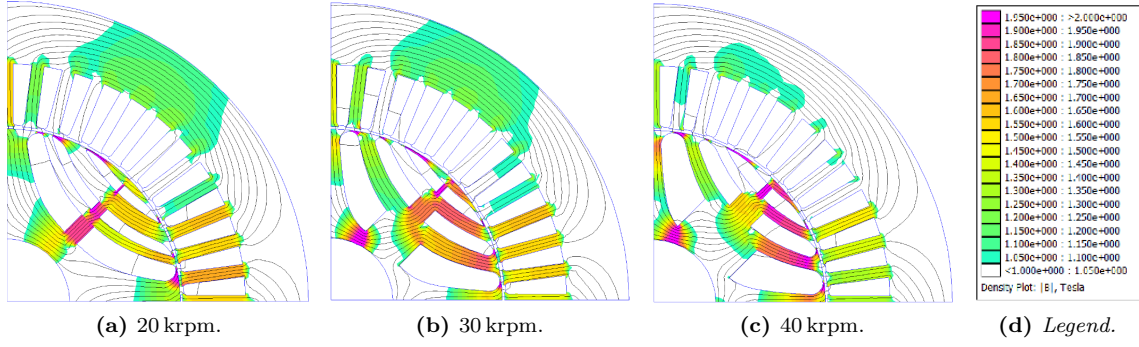 1.950e+000 : >2.000e+000
1.900e+000 : 1.950e+000
1.850e+000 : 1.900e+000
1.800e+000 : 1.850e+000
1.750e+000 : 1.800e+000
1.700e+000 : 1.750e+000
1.650e+000 : 1.700e+000
1.600e+000 : 1.650e+000
1.550e+000 : 1.600e+000
1.500e+000 : 1.550e+000
1.450e+000 : 1.500e+000
1.400e+000 : 1.450e+000
1.350e+000 : 1.400e+000
1.300e+000 : 1.350e+000
1.250e+000 : 1.300e+000
1.200e+000 : 1.250e+000
1.150e+000 : 1.200e+000
1.100e+000 : 1.150e+000
1.050e+000 : 1.100e+000
<1.000e+000 : 1.050e+000
Density Plot: |B|, Tesla
(a) 20 krpm.
(b) 30 krpm.
(c) 40 krpm.
(d) Legend.